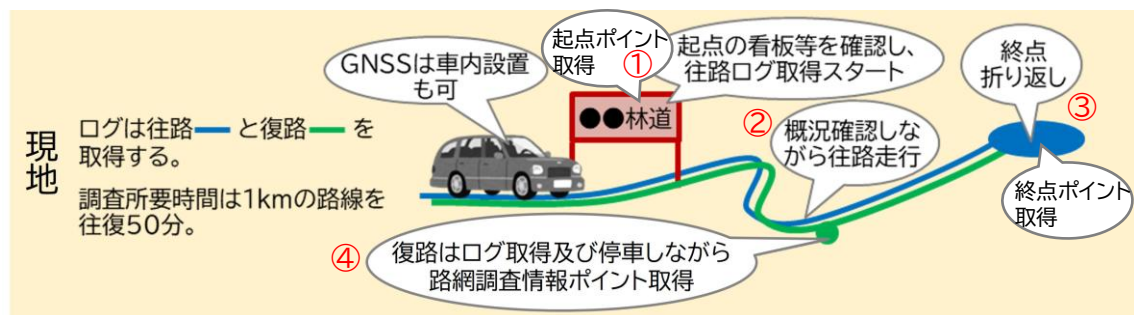 現地
ログは往路 と復路 を
取得する。
調査所要時間は1kmの路線を
往復50分。
GNSSは車内設置
も可
起点ポイント
取得 ①
起点の看板等を確認し、
往路ログ取得スタート
●●林道
②
概況確認しな
がら往路走行
終点
折り返し
③
終点ポイント
取得
④
復路はログ取得及び停車しながら
路網調査情報ポイント取得